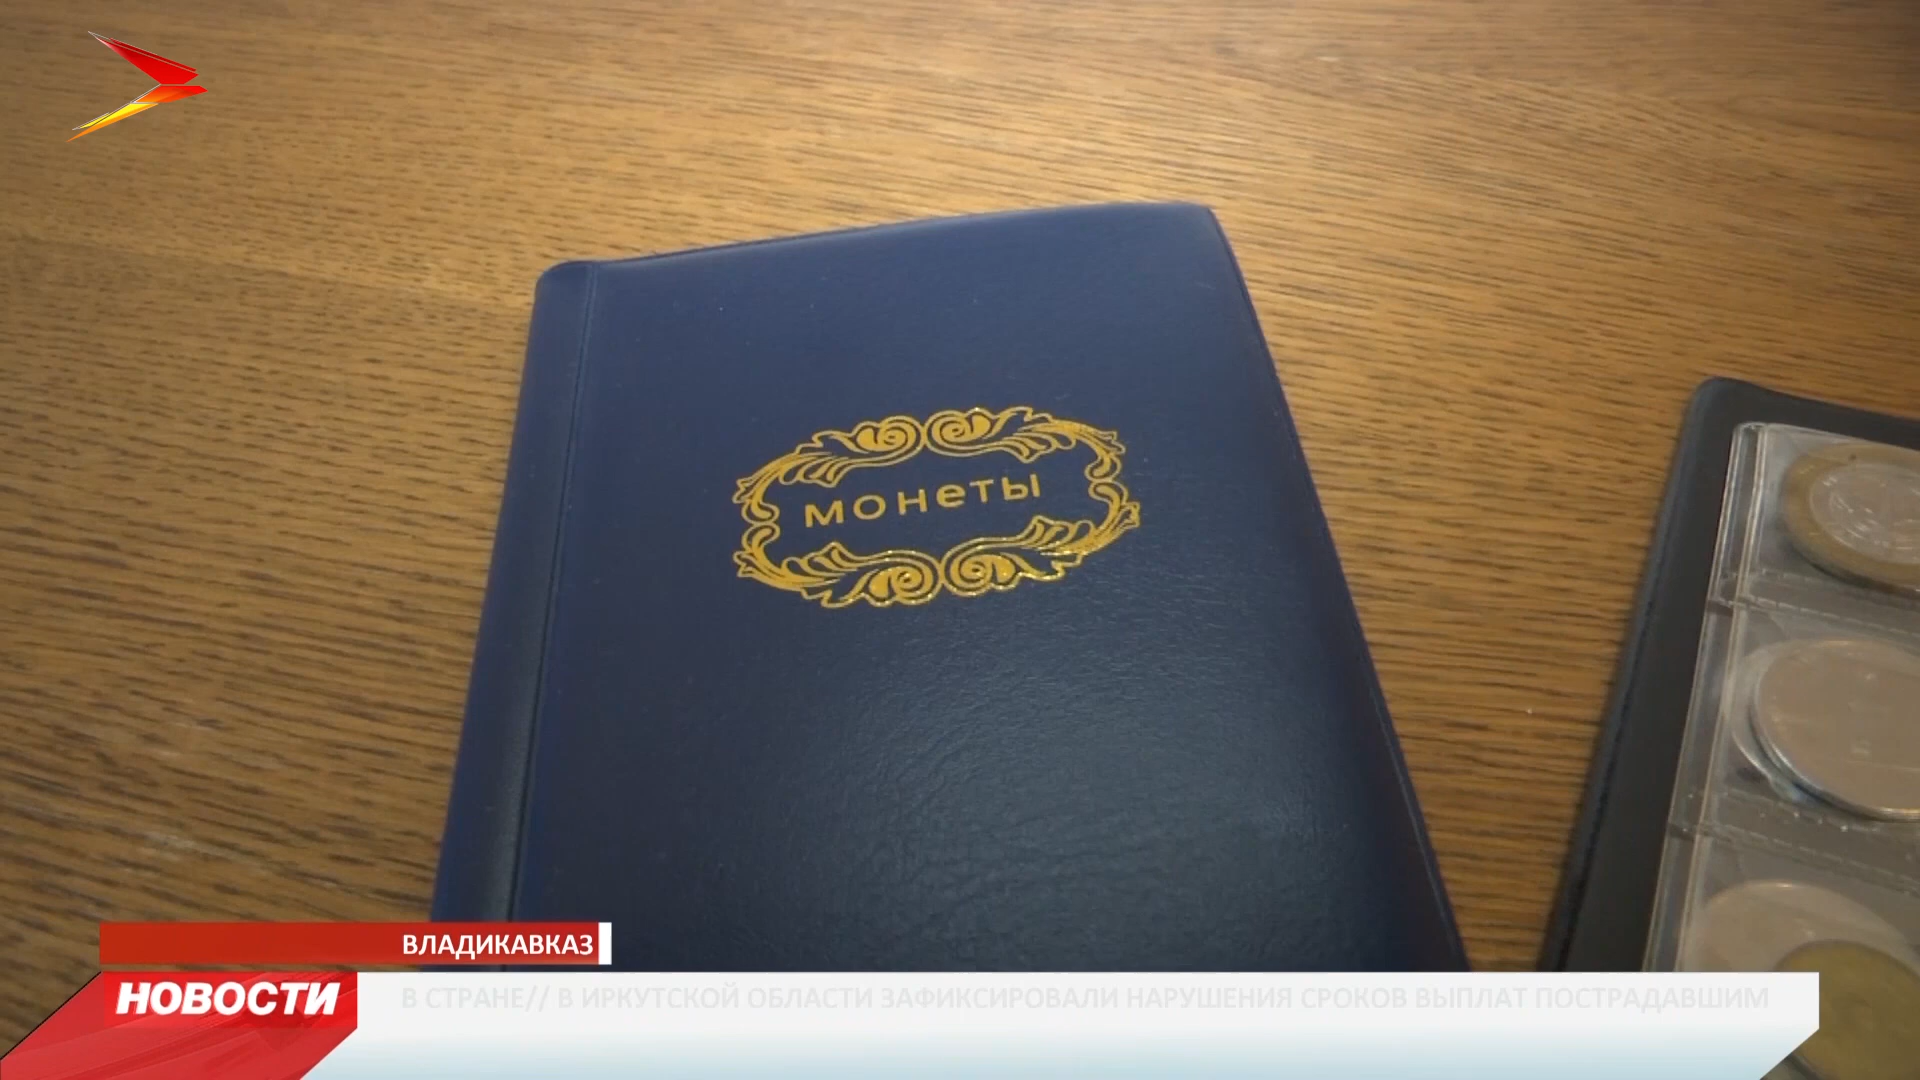 монеты
ВЛАДИКАВКАЗ
НОВОСТИ
В СТРАНЕ// В ИРКУТСКОЙ ОБЛАСТИ ЗАФИКСИРОВАЛИ НАРУШЕНИЯ СРОКОВ ВЫПЛАТ ПОСТРАДАВШИМ